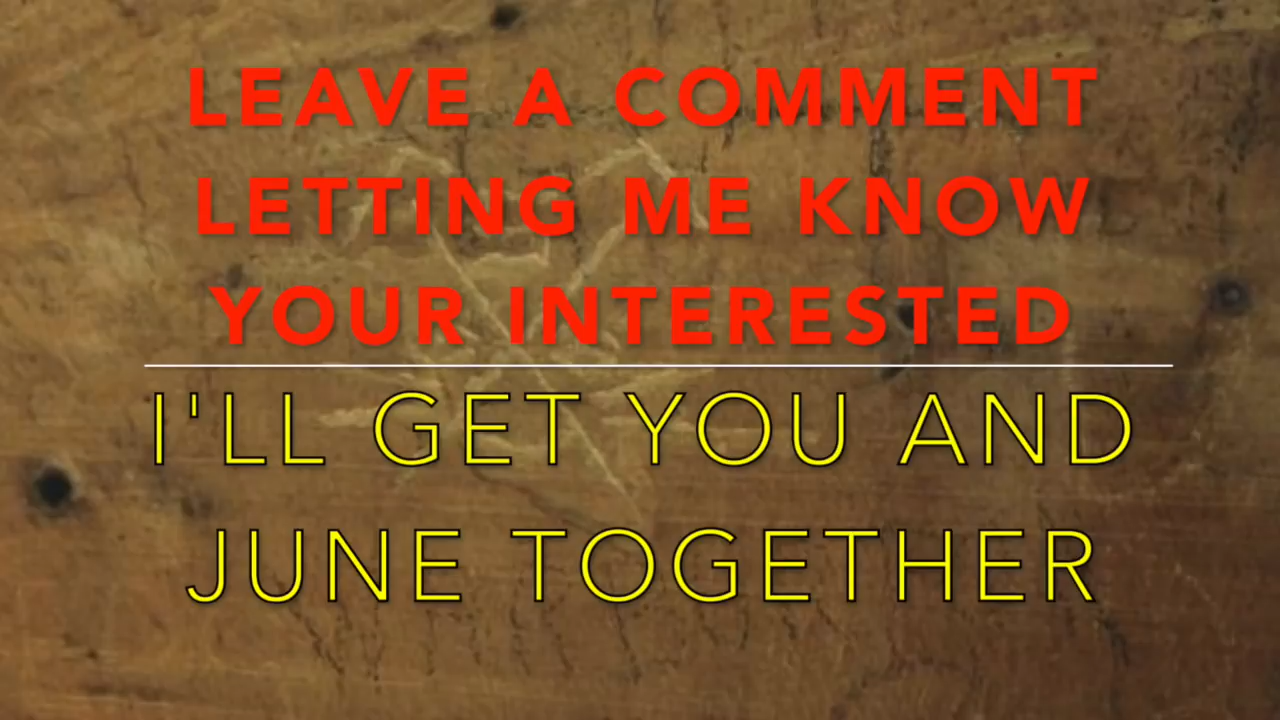 LEAVE A COMMENT
LETTING ME KNOW
YOUR INTERESTED
I'LL GET YOU AND
JUNE TOGETHER